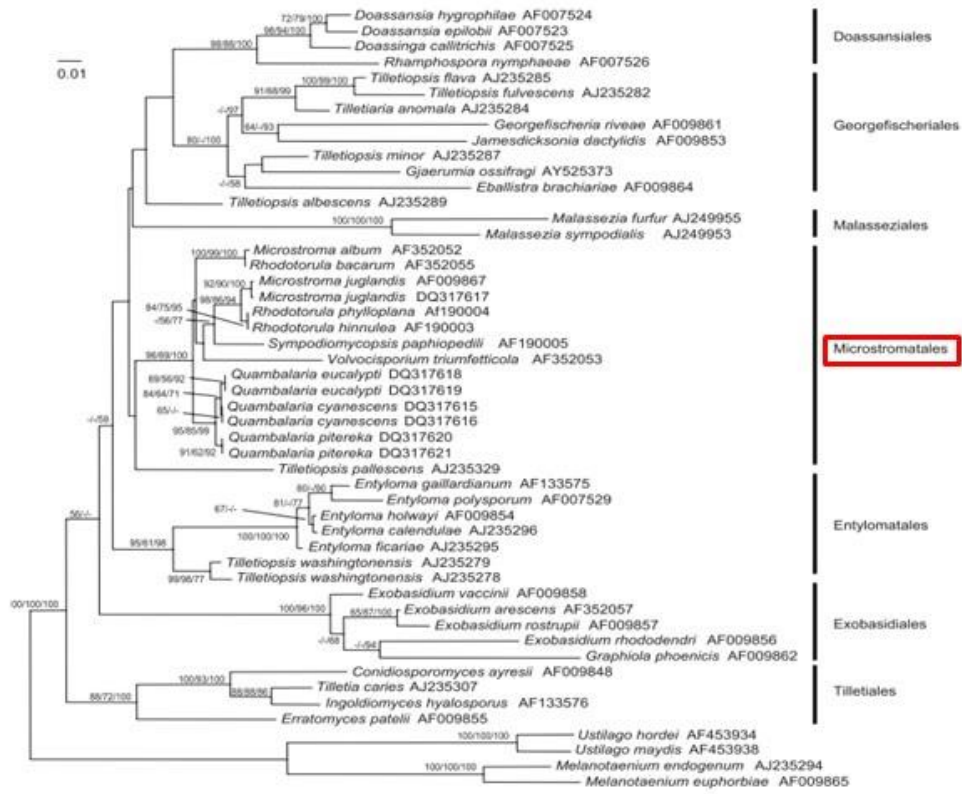 72/79/100
Doassansia hygrophilae AF007524
96/94/100
Doassansia epilobii AF007523
Doassinga callitrichis AF007525
Doassansiales
Rhamphospora nymphaeae AF007526
0.01
Tilletiopsis flava AJ235285
100/99/100
Tilletiopsis fulvescens AJ235282
91/88/99
Tilletiaria anomala AJ235284
-/-/97
Georgefischeria riveae AF009861
Georgefischeriales
64/-/93
Jamesdicksonia dactylidis AF009853
80/-/100
Tilletiopsis minor AJ235287
Gjaerumia ossifragi AY525373
-/-/58
Eballistra brachiariae AF009864
Tilletiopsis albescens AJ235289
100/100/100
Malassezia furfur AJ249955
Malasseziales
Malassezia sympodialis AJ249953
100/99/100
Microstroma album AF352052
Rhodotorula bacarum AF352055
92/90/100
Microstroma juglandis AF009867
98/86/94
Microstroma juglandis DQ317617
84/75/95
Rhodotorula phylloplana Af190004
-/56/77
Rhodotorula hinnulea AF190003
Sympodiomycopsis paphiopedili AF190005
Microstromatales
96/69/100
Volvocisporium triumfetticola AF352053
Quambalaria eucalypti DQ317618
69/56/92
Quambalaria eucalypti DQ317619
84/64/71
Quambalaria cyanescens DQ317615
65/-/-
Quambalaria cyanescens DQ317616
-/-/59
95/85/99
Quambalaria pitereka DQ317620
91/62/92
Quambalaria pitereka DQ317621
Tilletiopsis pallescens AJ235329
Entyloma gaillardianum AF133575
60/-/90
Entyloma polysporum AF007529
81/-/77
67/-/-
Entyloma holwayi AF009854
56/-/-
Entyloma calendulae AJ235296
Entylomatales
100/100/100
Entyloma ficariae AJ235295
95/81/98
Tilletiopsis washingtonensis AJ235279
99/98/77
Tilletiopsis washingtonensis AJ235278
Exobasidium vaccinii AF009858
00/100/100
100/96/100
65/87/100
Exobasidium arescens AF352057
Exobasidium rostrupii AF009857
Exobasidiales
-/-/68
-/-/94
Exobasidium rhododendri AF009856
Graphiola phoenicis AF009862
Conidiosporomyces ayresii AF009848
100/93/100
Tilletia caries AJ235307
Tilletiales
88/72/100
Ingoldiomyces hyalosporus AF133576
Erratomyces patelii AF009855
100/100/100
Ustilago hordei AF453934
Ustilago maydis AF453938
100/100/100
Melanotaenium endogenum AJ235294
Melanotaenium euphorbiae AF009865